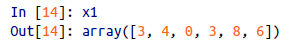 In [14]: x1
Out[14]: array([3, 4, 0, 3, 8, 6])